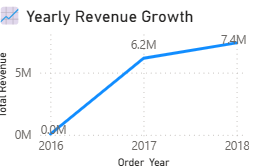 Yearly Revenue Growth
Total Revenue
7.4M
6.2M
5M
0.0M
0M
2016 2017 2018
Order Year